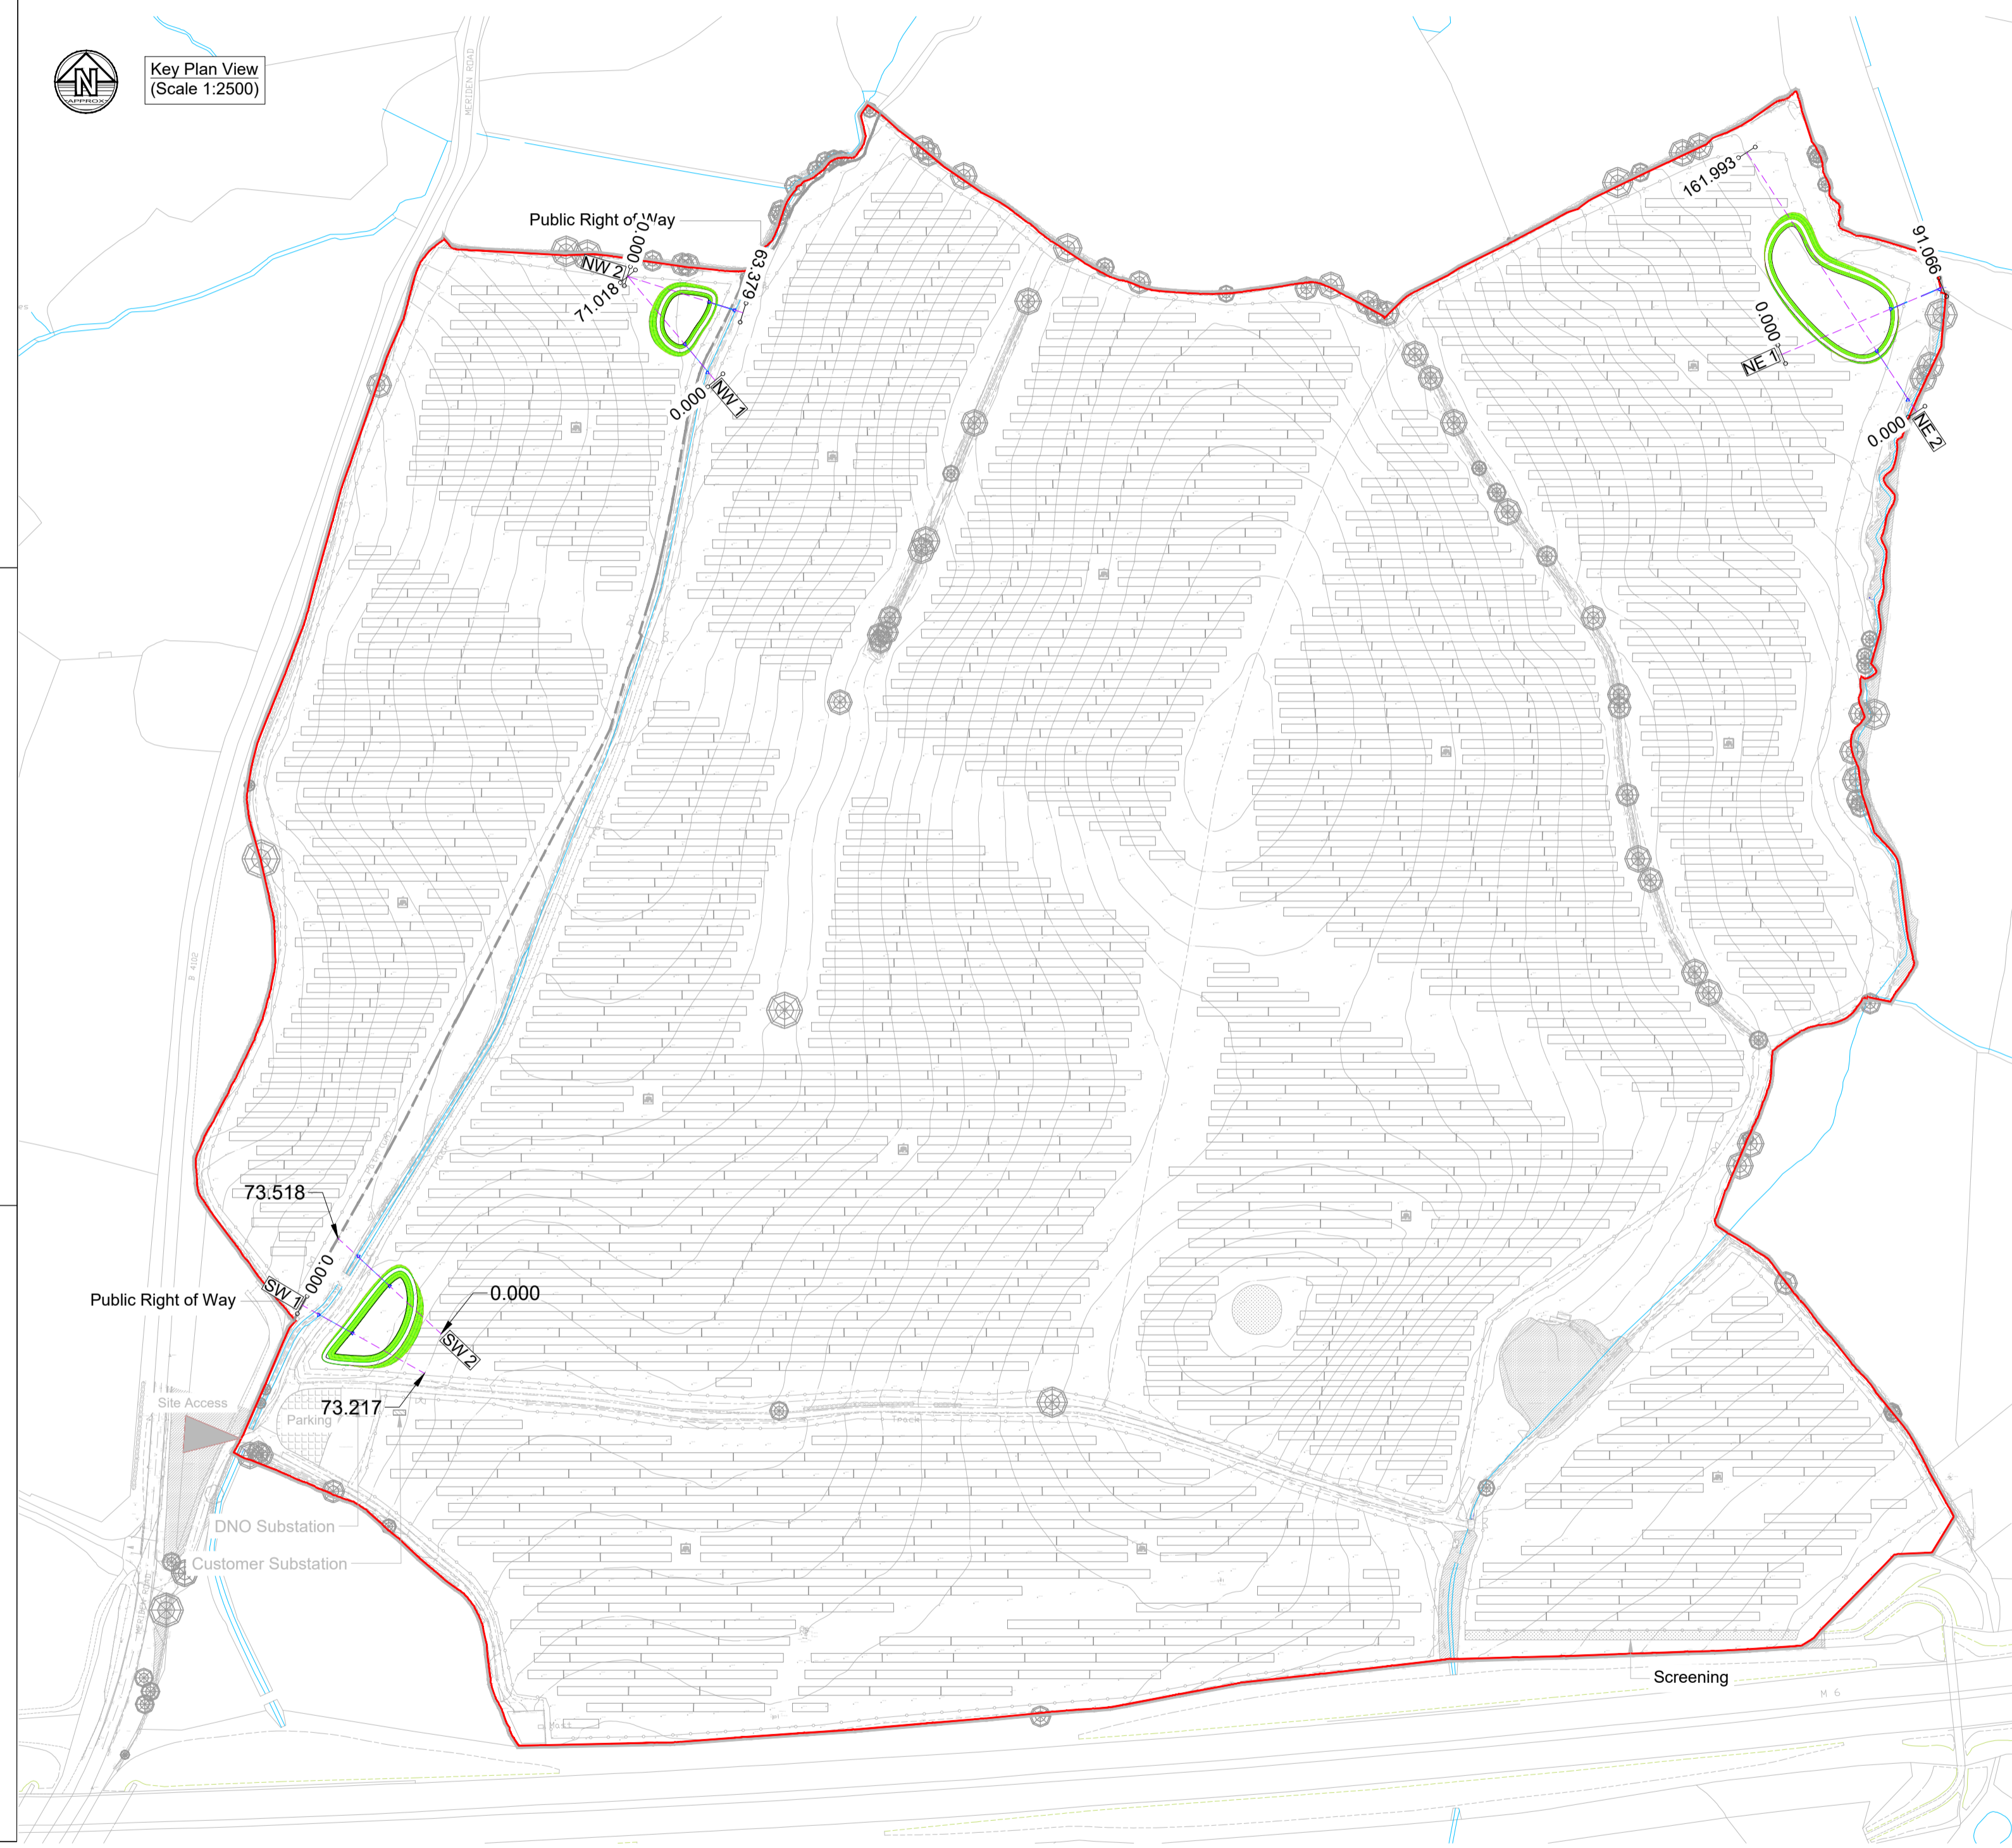 N
APPROX
Key Plan View
(Scale 1:2500)
MERIDEN ROAD
Public Right of Way
0.000
NW 2
71.018
63.379
0.000
NW 1
161.993
91.066
0.000
NE 1
0.000
NE 2
B 4102
73.518
0.000
SW 1
Public Right of Way
0.000
SW 2
73.217
Site Access
Parking
Track
DNO Substation
Customer Substation
MERIDEN ROAD
Mast
Screening
M 6